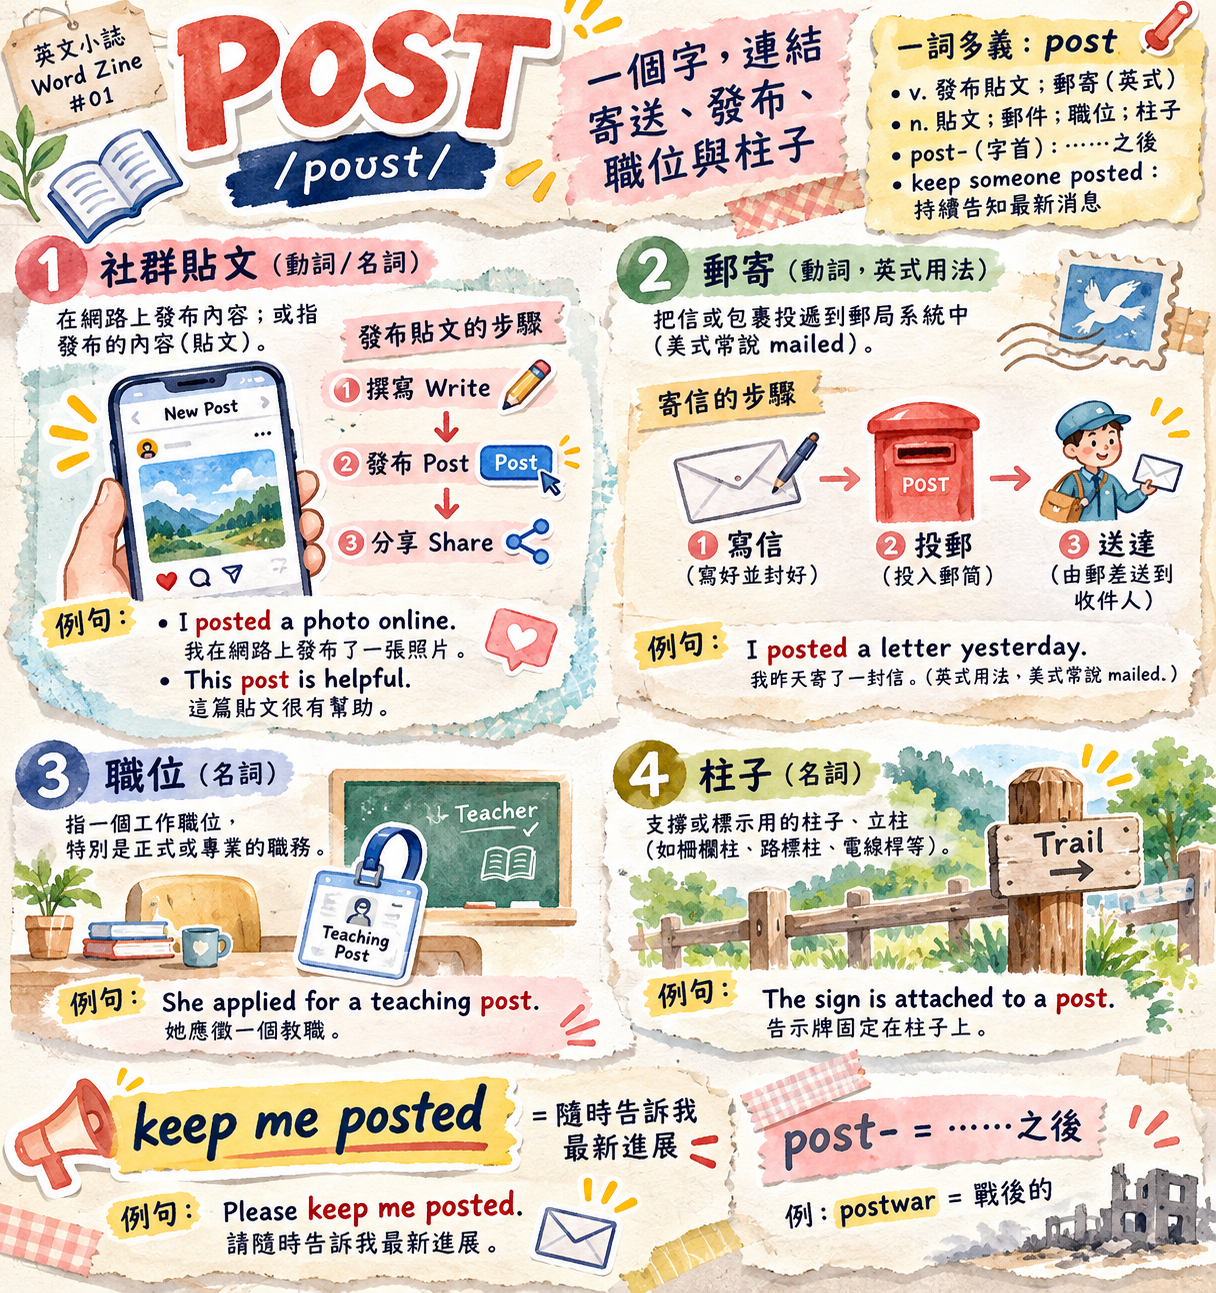 英文小誌
Word Zine
#01
POST
/poʊst/
一個字，連結
寄送、發布、
職位與柱子
一詞多義：post
• v. 發布貼文；郵寄（英式）
• n. 貼文；郵件；職位；柱子
• post-（字首）：……之後
• keep someone posted：
持續告知最新消息
1 社群貼文（動詞/名詞）
在網路上發布內容；或指
發布的內容（貼文）。
New Post
發布貼文的步驟
1 撰寫 Write
2 發布 Post
Post
3 分享 Share
例句：
• I posted a photo online.
我在網路上發布了一張照片。
• This post is helpful.
這篇貼文很有幫助。
2 郵寄（動詞，英式用法）
把信或包裹投遞到郵局系統中
（美式常說 mailed）。
寄信的步驟
POST
1 寫信
（寫好並封好）
2 投郵
（投入郵筒）
3 送達
（由郵差送到
收件人）
例句：
I posted a letter yesterday.
我昨天寄了一封信。（英式用法，美式常說 mailed.）
3 職位（名詞）
指一個工作職位，
特別是正式或專業的職務。
Teacher
Teaching
Post
例句：
She applied for a teaching post.
她應徵一個教職。
4 柱子（名詞）
支撐或標示用的柱子、立柱
（如柵欄柱、路標柱、電線桿等）。
Trail
例句：
The sign is attached to a post.
告示牌固定在柱子上。
keep me posted
= 隨時告訴我
最新進展
例句：
Please keep me posted.
請隨時告訴我最新進展。
post- = ……之後
例：postwar = 戰後的